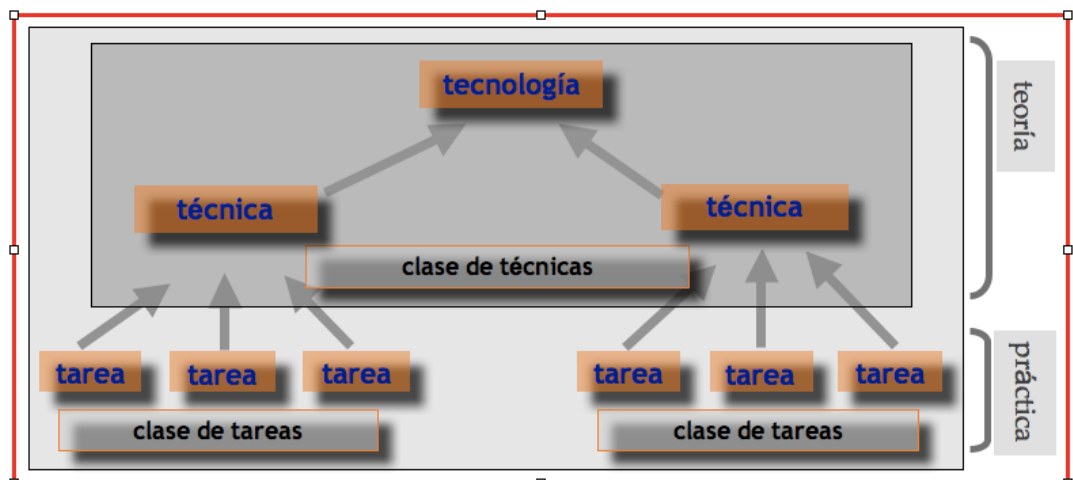 tecnología
teoría
técnica
técnica
clase de técnicas
tarea
tarea
tarea
tarea
tarea
tarea
práctica
clase de tareas
clase de tareas